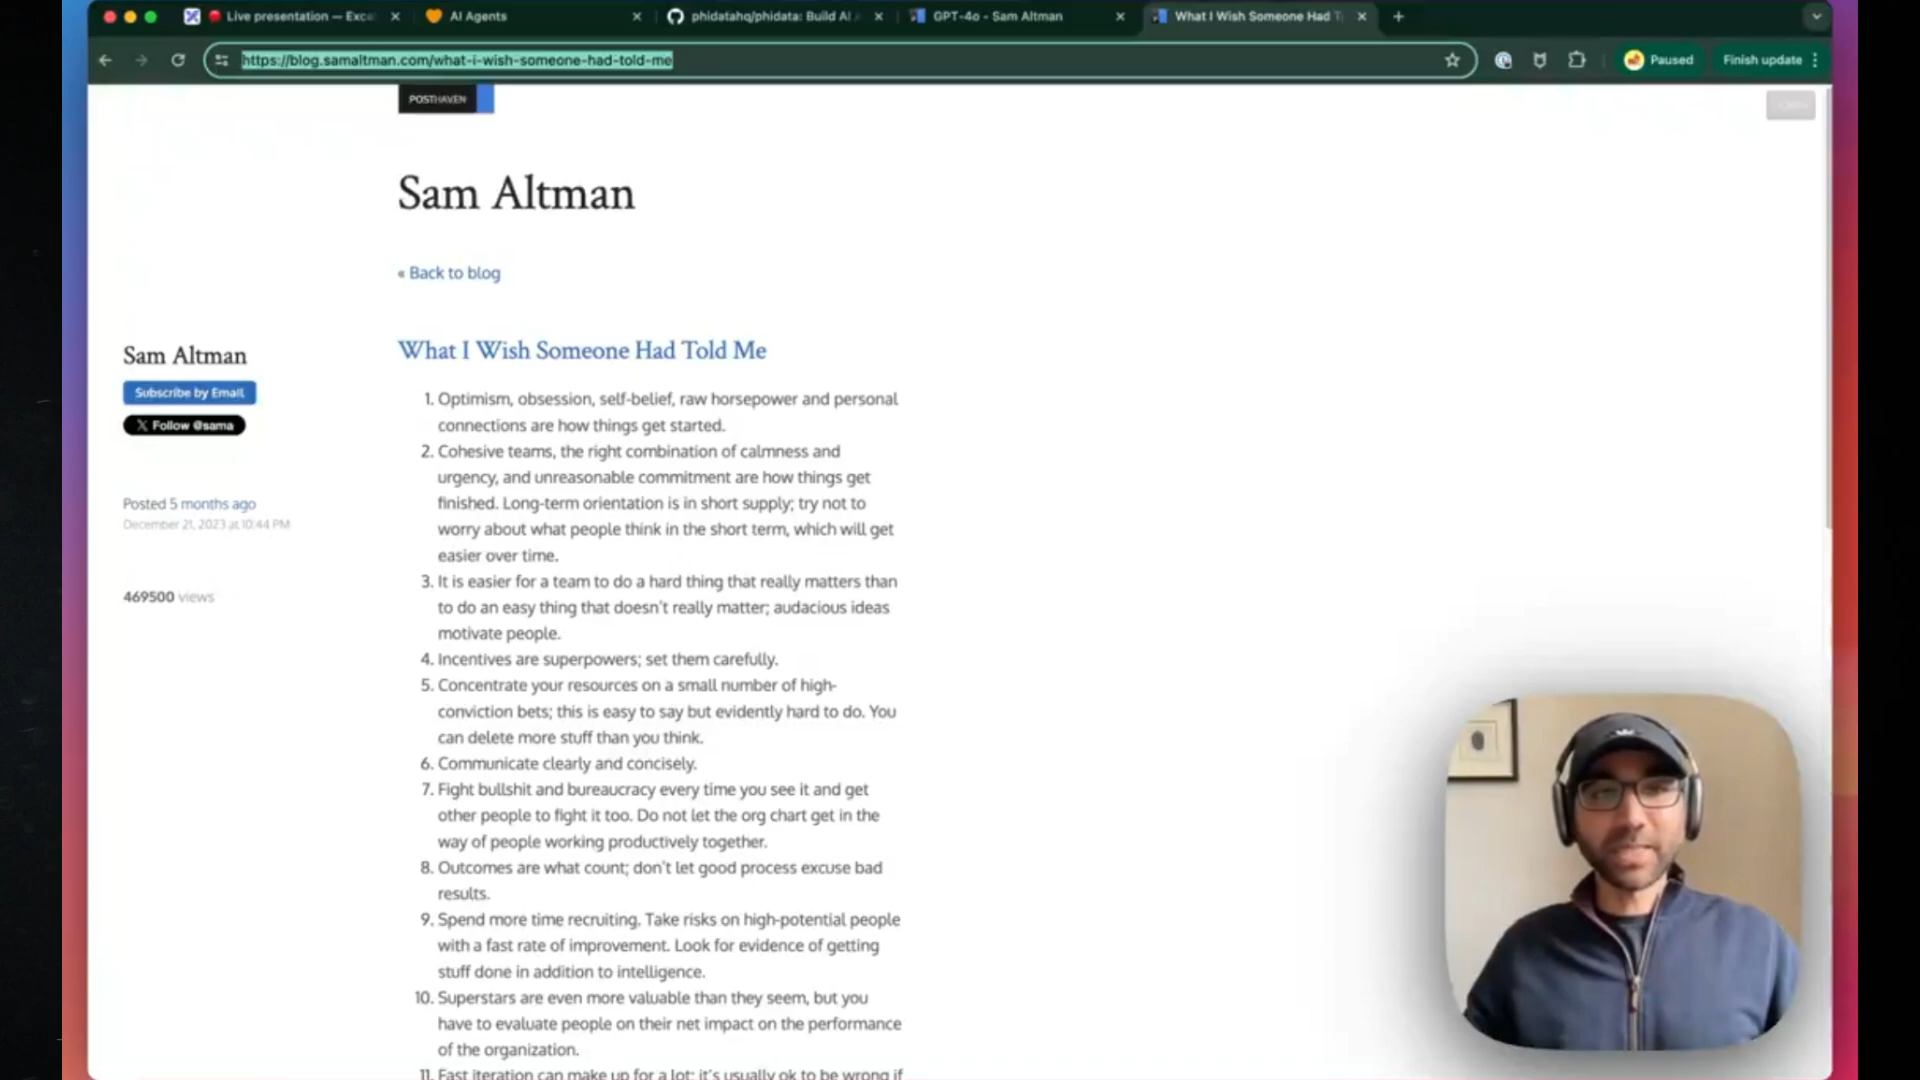 Live presentation — Exca
AI Agents
phidatahq/phidata: Build AI
GPT-4o - Sam Altman
What I Wish Someone Had T
https://blog.samaltman.com/what-i-wish-someone-had-told-me
Paused
Finish update
POSTHAVEN
Sam Altman
« Back to blog
Sam Altman
Subscribe by Email
X Follow @sama
Posted 5 months ago
December 21, 2023 at 10:44 PM
469500 views
What I Wish Someone Had Told Me
1. Optimism, obsession, self-belief, raw horsepower and personal
connections are how things get started.
2. Cohesive teams, the right combination of calmness and
urgency, and unreasonable commitment are how things get
finished. Long-term orientation is in short supply; try not to
worry about what people think in the short term, which will get
easier over time.
3. It is easier for a team to do a hard thing that really matters than
to do an easy thing that doesn't really matter; audacious ideas
motivate people.
4. Incentives are superpowers; set them carefully.
5. Concentrate your resources on a small number of high-
conviction bets; this is easy to say but evidently hard to do. You
can delete more stuff than you think.
6. Communicate clearly and concisely.
7. Fight bullshit and bureaucracy every time you see it and get
other people to fight it too. Do not let the org chart get in the
way of people working productively together.
8. Outcomes are what count; don't let good process excuse bad
results.
9. Spend more time recruiting. Take risks on high-potential people
with a fast rate of improvement. Look for evidence of getting
stuff done in addition to intelligence.
10. Superstars are even more valuable than they seem, but you
have to evaluate people on their net impact on the performance
of the organization.
11. Fast iteration can make up for a lot; it's usually ok to be wrong if